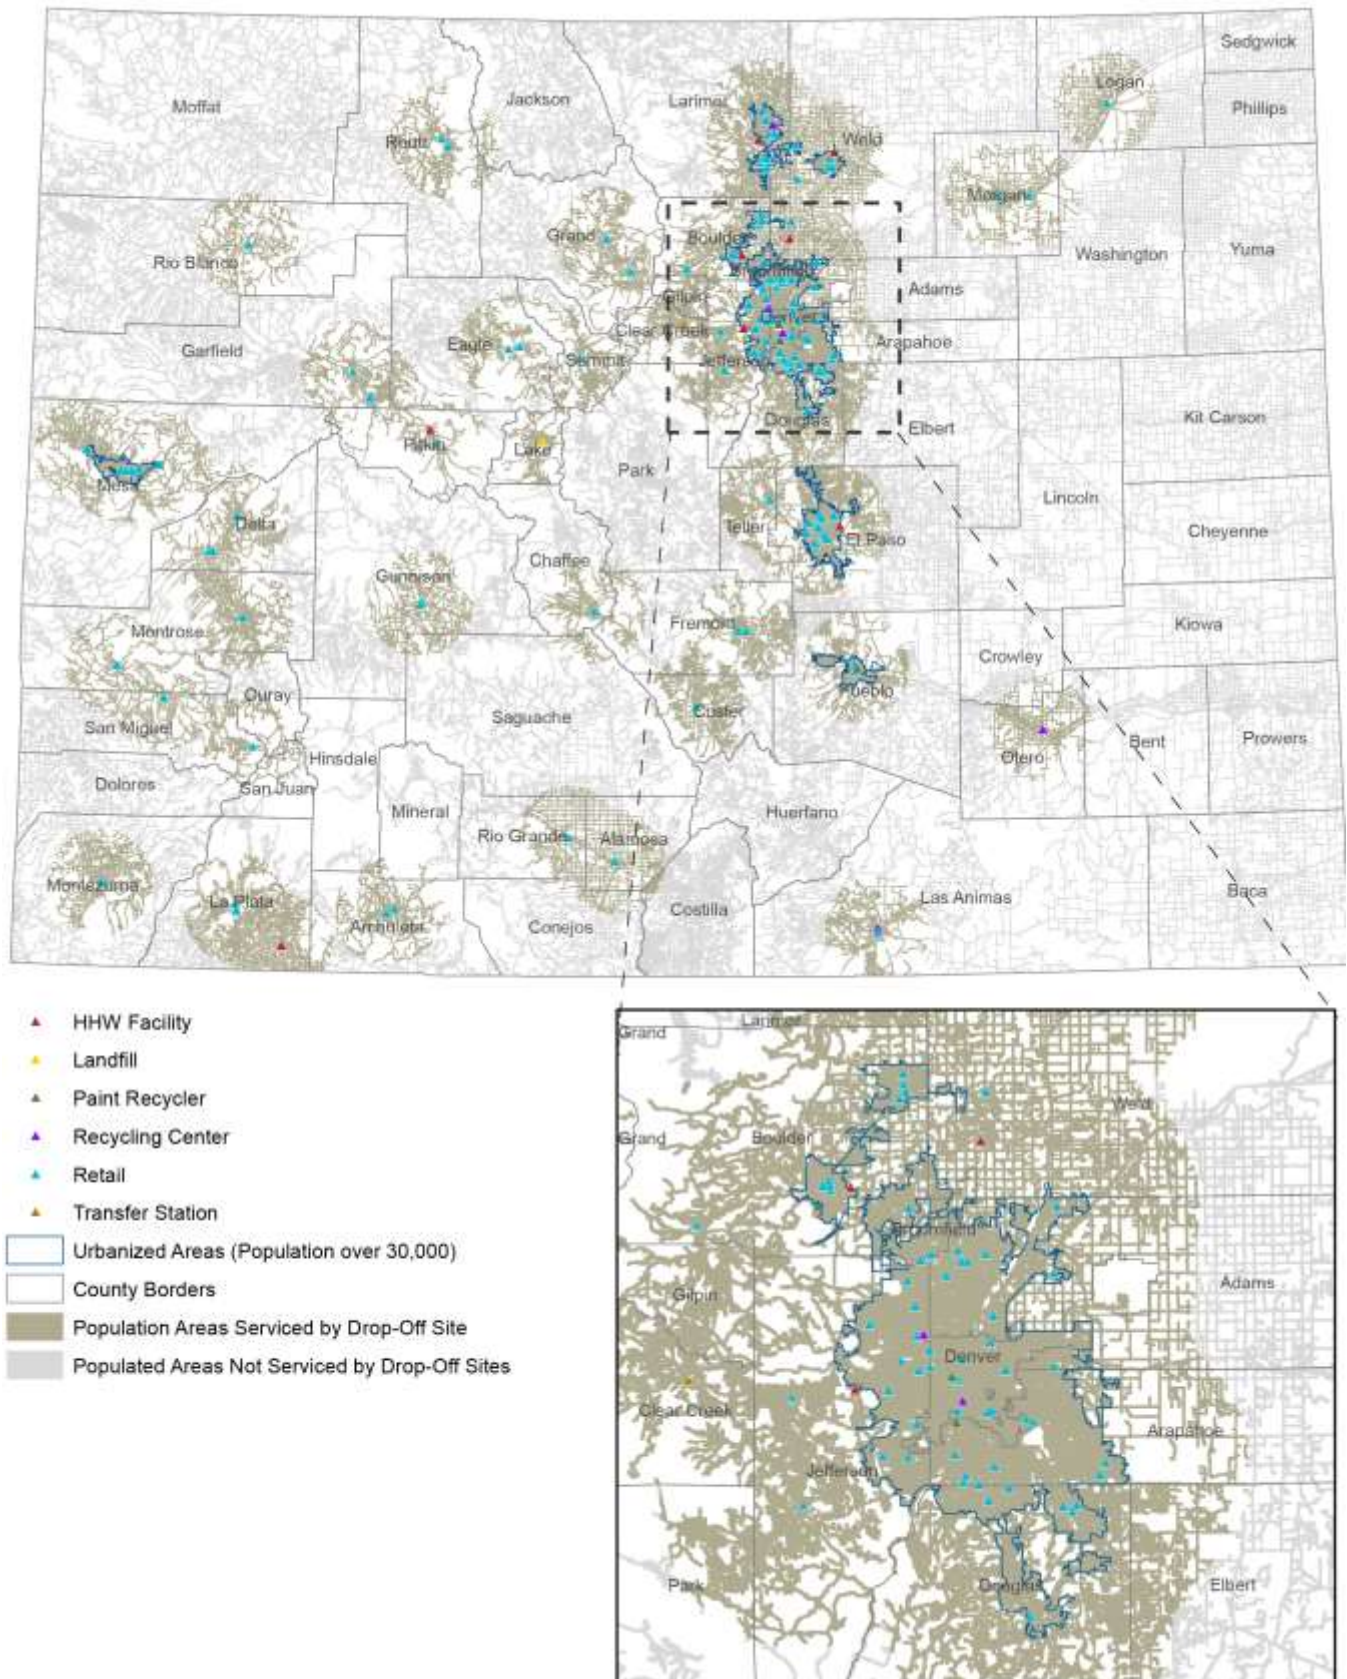 Sedgwick
Moffat
Jackson
Larimer
Logan
Phillips
Routt
Weld
Morgan
Rio Blanco
Grand
Boulder
Washington
Yuma
Broomfield
Adams
Gilpin
Denver
Garfield
Eagle
Summit
Clear Creek
Jefferson
Arapahoe
Douglas
Elbert
Kit Carson
Pitkin
Lake
Park
Mesa
Lincoln
Delta
Teller
El Paso
Cheyenne
Chaffee
Gunnison
Montrose
Fremont
Kiowa
Crowley
Ouray
Pueblo
San Miguel
Saguache
Custer
Hinsdale
Otero
Bent
Prowers
Dolores
San Juan
Mineral
Huerfano
Rio Grande
Alamosa
Montezuma
La Plata
Archuleta
Conejos
Costilla
Las Animas
Baca
HHW Facility
Landfill
Paint Recycler
Recycling Center
Retail
Transfer Station
Urbanized Areas (Population over 30,000)
County Borders
Population Areas Serviced by Drop-Off Site
Populated Areas Not Serviced by Drop-Off Sites
Grand
Larimer
Weld
Grand
Boulder
Broomfield
Gilpin
Adams
Denver
Clear Creek
Arapahoe
Jefferson
Park
Douglas
Elbert